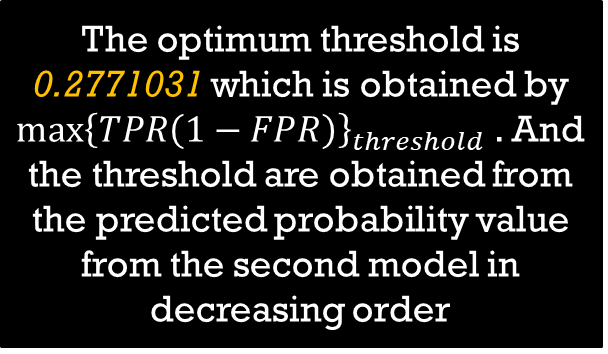 The optimum threshold is
0.2771031 which is obtained by
max{TPR(1 − FPR)}threshold . And
the threshold are obtained from
the predicted probability value
from the second model in
decreasing order